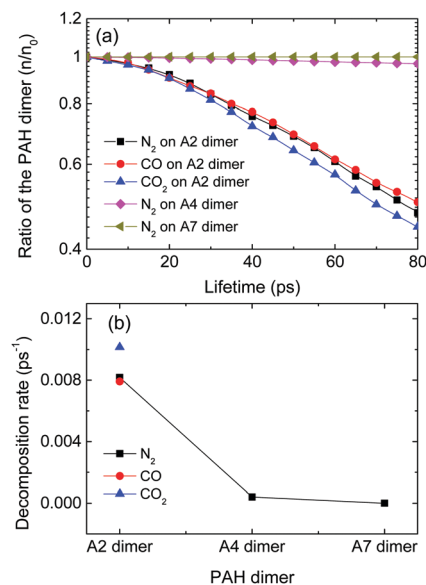 (a)
Ratio of the PAH dimer (n/n₀)
1.2
1
0.8
0.6
0.4
N₂ on A2 dimer
CO on A2 dimer
CO₂ on A2 dimer
N₂ on A4 dimer
N₂ on A7 dimer
0 20 40 60 80
Lifetime (ps)
(b)
Decomposition rate (ps⁻¹)
0.012
0.008
0.004
0.000
N₂
CO
CO₂
A2 dimer A4 dimer A7 dimer
PAH dimer